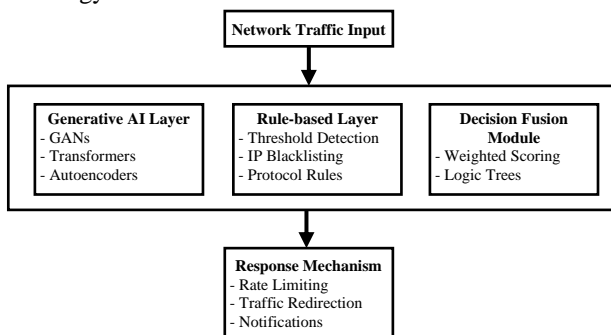 Network Traffic Input
Generative AI Layer
- GANs
- Transformers
- Autoencoders
Rule-based Layer
- Threshold Detection
- IP Blacklisting
- Protocol Rules
Decision Fusion
Module
- Weighted Scoring
- Logic Trees
Response Mechanism
- Rate Limiting
- Traffic Redirection
- Notifications